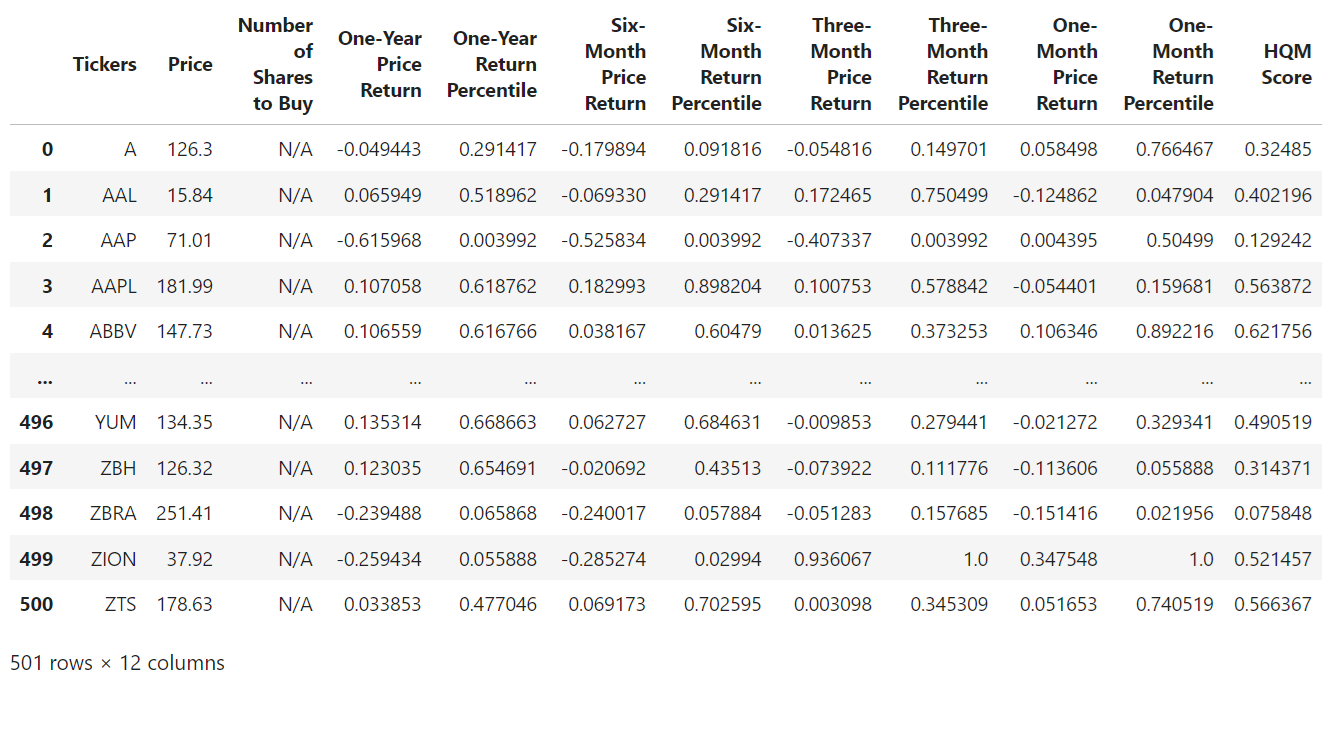 Tickers Price Number of Shares to Buy One-Year Price Return One-Year Return Percentile Six-Month Price Return Six-Month Return Percentile Three-Month Price Return Three-Month Return Percentile One-Month Price Return One-Month Return Percentile HQM Score
0 A 126.3 N/A -0.049443 0.291417 -0.179894 0.091816 -0.054816 0.149701 0.058498 0.766467 0.32485
1 AAL 15.84 N/A 0.065949 0.518962 -0.069330 0.291417 0.172465 0.750499 -0.124862 0.047904 0.402196
2 AAP 71.01 N/A -0.615968 0.003992 -0.525834 0.003992 -0.407337 0.003992 0.004395 0.50499 0.129242
3 AAPL 181.99 N/A 0.107058 0.618762 0.182993 0.898204 0.100753 0.578842 -0.054401 0.159681 0.563872
4 ABBV 147.73 N/A 0.106559 0.616766 0.038167 0.60479 0.013625 0.373253 0.106346 0.892216 0.621756
... ... ... ... ... ... ... ... ... ... ... ... ...
496 YUM 134.35 N/A 0.135314 0.668663 0.062727 0.684631 -0.009853 0.279441 -0.021272 0.329341 0.490519
497 ZBH 126.32 N/A 0.123035 0.654691 -0.020692 0.43513 -0.073922 0.111776 -0.113606 0.055888 0.314371
498 ZBRA 251.41 N/A -0.239488 0.065868 -0.240017 0.057884 -0.051283 0.157685 -0.151416 0.021956 0.075848
499 ZION 37.92 N/A -0.259434 0.055888 -0.285274 0.02994 0.936067 1.0 0.347548 1.0 0.521457
500 ZTS 178.63 N/A 0.033853 0.477046 0.069173 0.702595 0.003098 0.345309 0.051653 0.740519 0.566367
501 rows × 12 columns